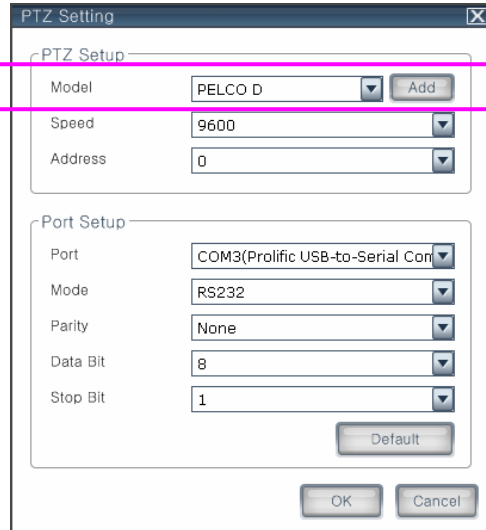 PTZ Setting
PTZ Setup
Model PELCO D Add
Speed 9600
Address 0
Port Setup
Port COM3(Prolific USB-to-Serial Com
Mode RS232
Parity None
Data Bit 8
Stop Bit 1
Default
OK Cancel